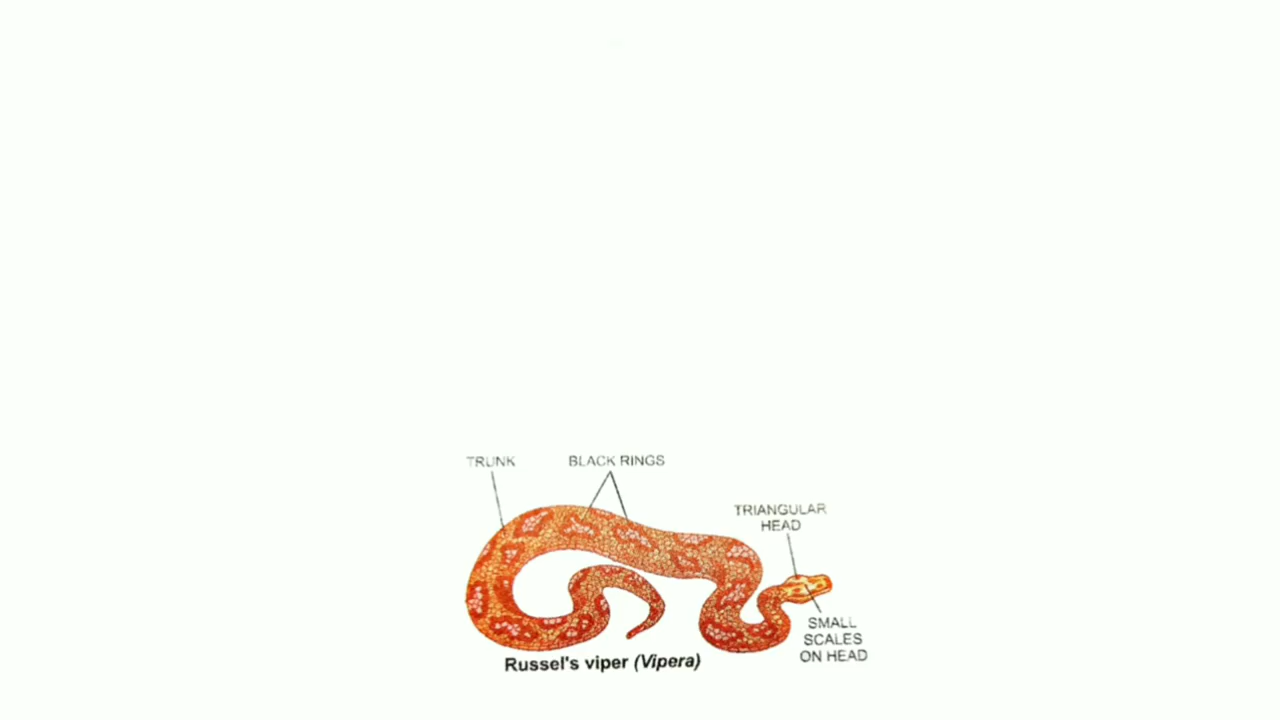 TRUNK
BLACK RINGS
TRIANGULAR
HEAD
SMALL
SCALES
ON HEAD
Russel's viper (Vipera)